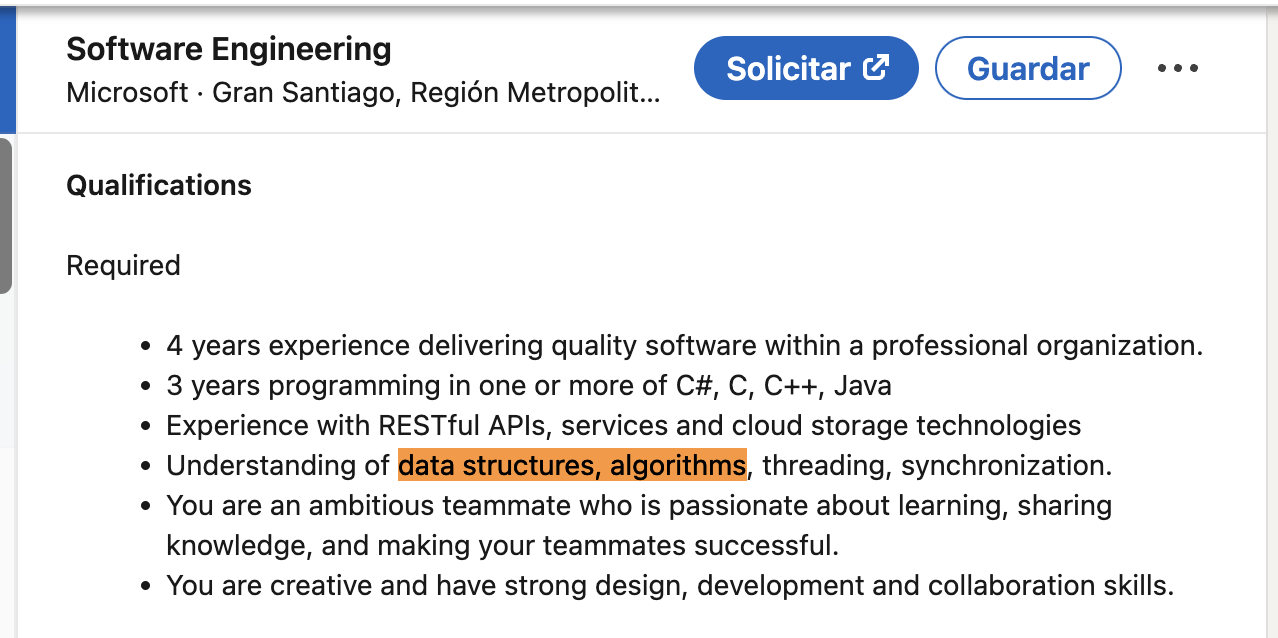 Software Engineering
Microsoft · Gran Santiago, Región Metropolit...
Solicitar
Guardar
Qualifications
Required
• 4 years experience delivering quality software within a professional organization.
• 3 years programming in one or more of C#, C, C++, Java
• Experience with RESTful APIs, services and cloud storage technologies
• Understanding of data structures, algorithms, threading, synchronization.
• You are an ambitious teammate who is passionate about learning, sharing
knowledge, and making your teammates successful.
• You are creative and have strong design, development and collaboration skills.